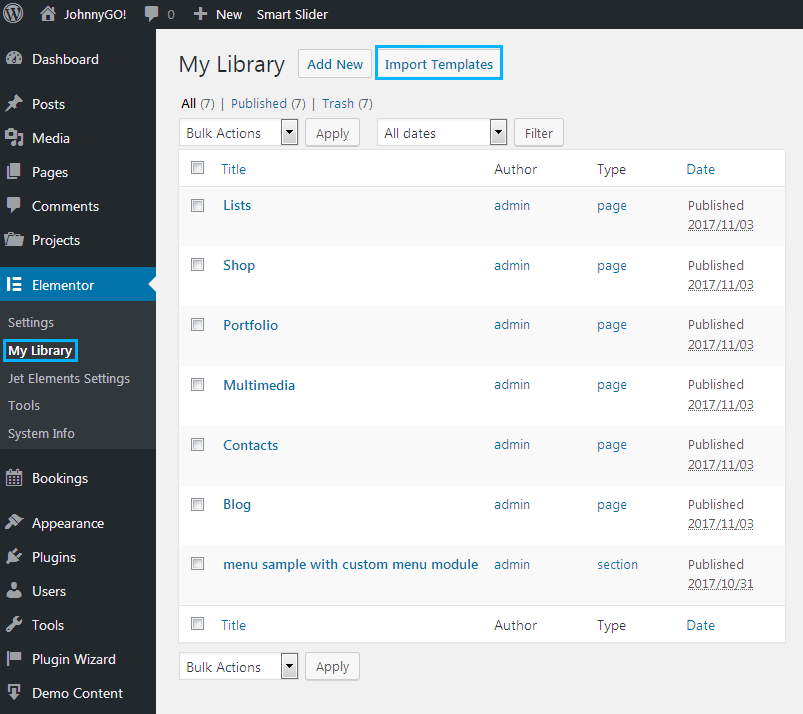 JohnnyGO! 0 New Smart Slider
Dashboard
Posts
Media
Pages
Comments
Projects
Elementor
Settings
My Library
Jet Elements Settings
Tools
System Info
Bookings
Appearance
Plugins
Users
Tools
Plugin Wizard
Demo Content
My Library Add New Import Templates
All (7) | Published (7) | Trash (7)
Bulk Actions Apply All dates Filter
Title Author Type Date
Lists admin page Published
2017/11/03
Shop admin page Published
2017/11/03
Portfolio admin page Published
2017/11/03
Multimedia admin page Published
2017/11/03
Contacts admin page Published
2017/11/03
Blog admin page Published
2017/11/03
menu sample with custom menu module admin section Published
2017/10/31
Title Author Type Date
Bulk Actions Apply